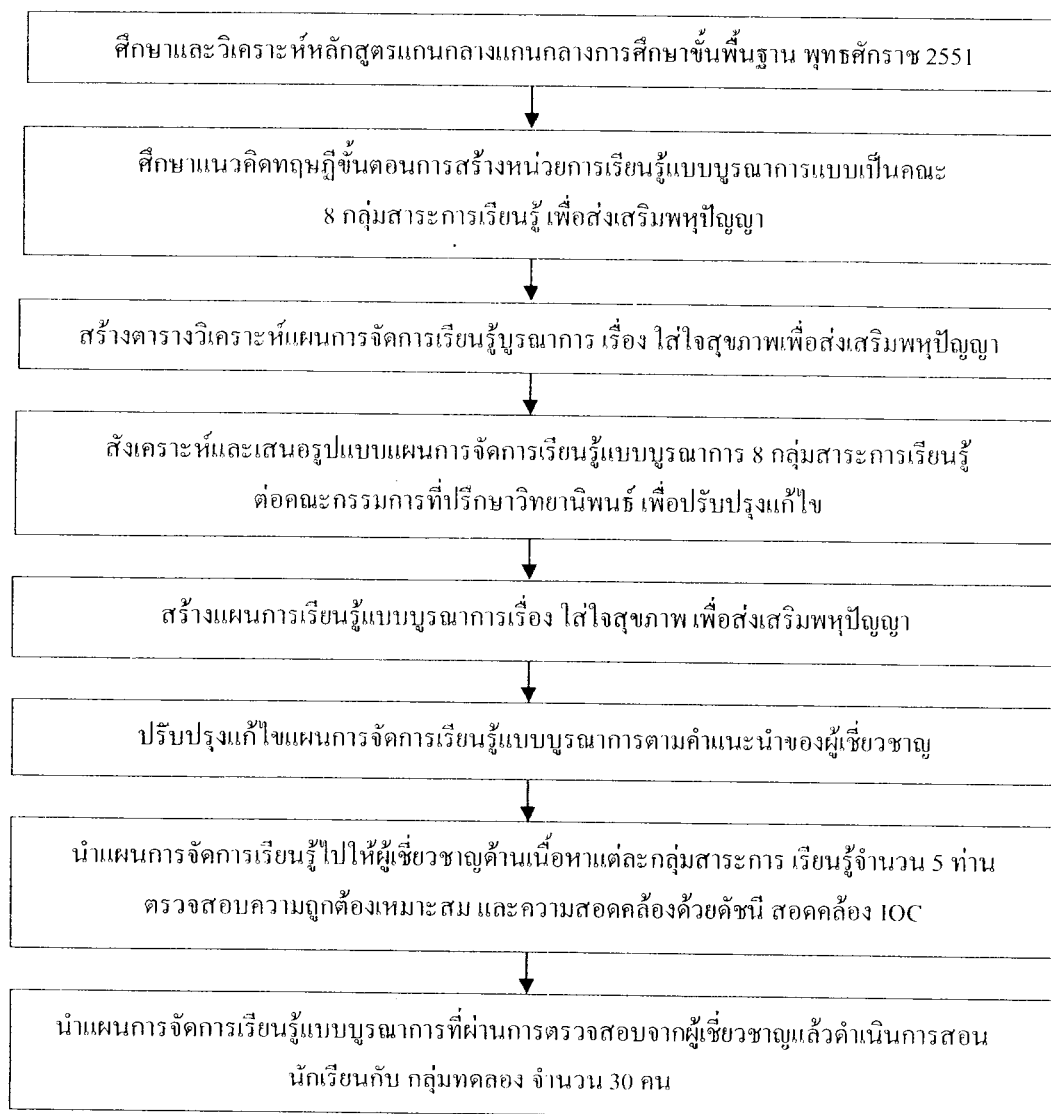 ศึกษาและวิเคราะห์หลักสูตรแกนกลางแกนกลางการศึกษาขั้นพื้นฐาน พุทธศักราช 2551
ศึกษาแนวคิดทฤษฎีขั้นตอนการสร้างหน่วยการเรียนรู้แบบบูรณาการแบบเป็นคณะ
8 กลุ่มสาระการเรียนรู้ เพื่อส่งเสริมพหุปัญญา
สร้างตารางวิเคราะห์แผนการจัดการเรียนรู้บูรณาการ เรื่อง ใส่ใจสุขภาพเพื่อส่งเสริมพหุปัญญา
สังเคราะห์และเสนอรูปแบบแผนการจัดการเรียนรู้แบบบูรณาการ 8 กลุ่มสาระการเรียนรู้
ต่อคณะกรรมการที่ปรึกษาวิทยานิพนธ์ เพื่อปรับปรุงแก้ไข
สร้างแผนการเรียนรู้แบบบูรณาการเรื่อง ใส่ใจสุขภาพ เพื่อส่งเสริมพหุปัญญา
ปรับปรุงแก้ไขแผนการจัดการเรียนรู้แบบบูรณาการตามคำแนะนำของผู้เชี่ยวชาญ
นำแผนการจัดการเรียนรู้ไปให้ผู้เชี่ยวชาญด้านเนื้อหาแต่ละกลุ่มสาระการ เรียนรู้จำนวน 5 ท่าน
ตรวจสอบความถูกต้องเหมาะสม และความสอดคล้องด้วยดัชนี สอดคล้อง IOC
นำแผนการจัดการเรียนรู้แบบบูรณาการที่ผ่านการตรวจสอบจากผู้เชี่ยวชาญแล้วดำเนินการสอน
นักเรียนกับ กลุ่มทดลอง จำนวน 30 คน